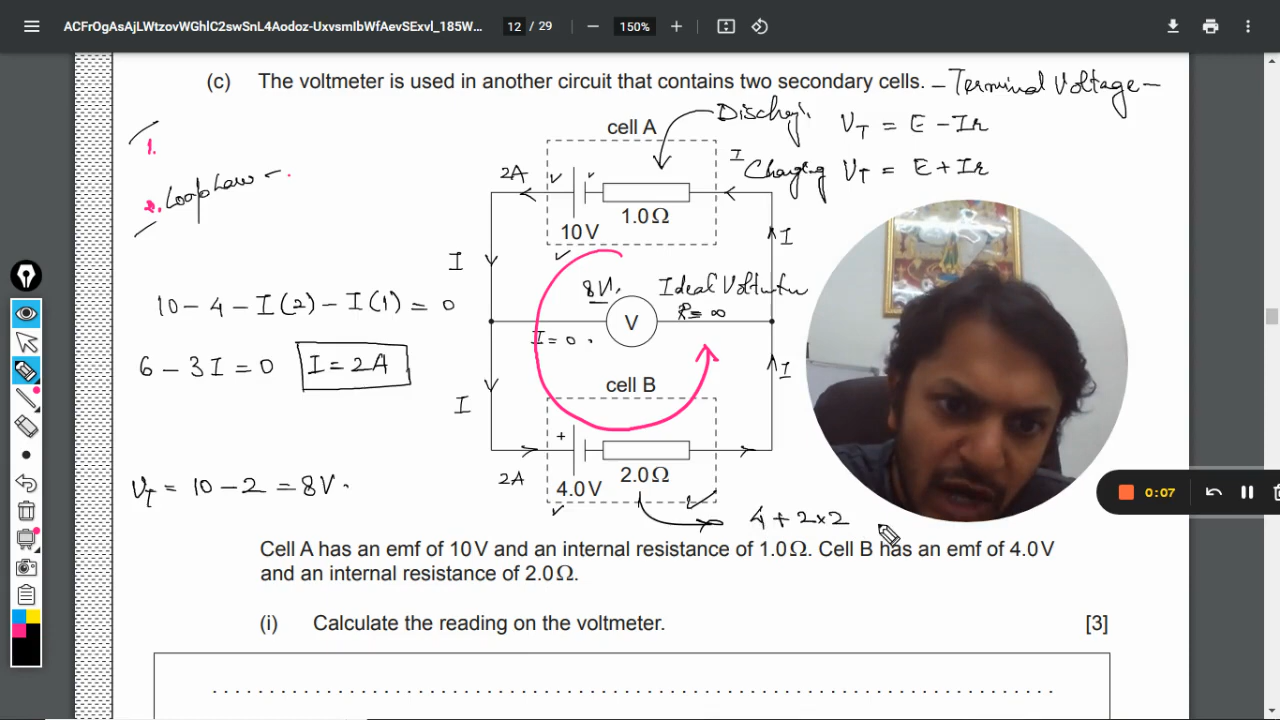 ACFrOgAsAjLWtzovWGhlC2swSnL4Aodoz-UxvsmIbWfAevSExvl_185W... 12 / 29 150%
(c) The voltmeter is used in another circuit that contains two secondary cells. – Terminal Voltage –
cell A
Discharg.
V_T = E – Ir
1.
I
Charging V_T = E + Ir
2A
2. Loop Law –
1.0 Ω
10 V
I
I
8V,
Ideal Voltmeter
R = ∞
10 – 4 – I(2) – I(1) = 0
V
I = 0.
6 – 3I = 0 I = 2A
cell B
I
I
+
2A
4.0 V
2.0 Ω
V_T = 10 – 2 = 8V.
4 + 2×2
0:07
Cell A has an emf of 10 V and an internal resistance of 1.0 Ω. Cell B has an emf of 4.0 V
and an internal resistance of 2.0 Ω.
(i) Calculate the reading on the voltmeter. [3]